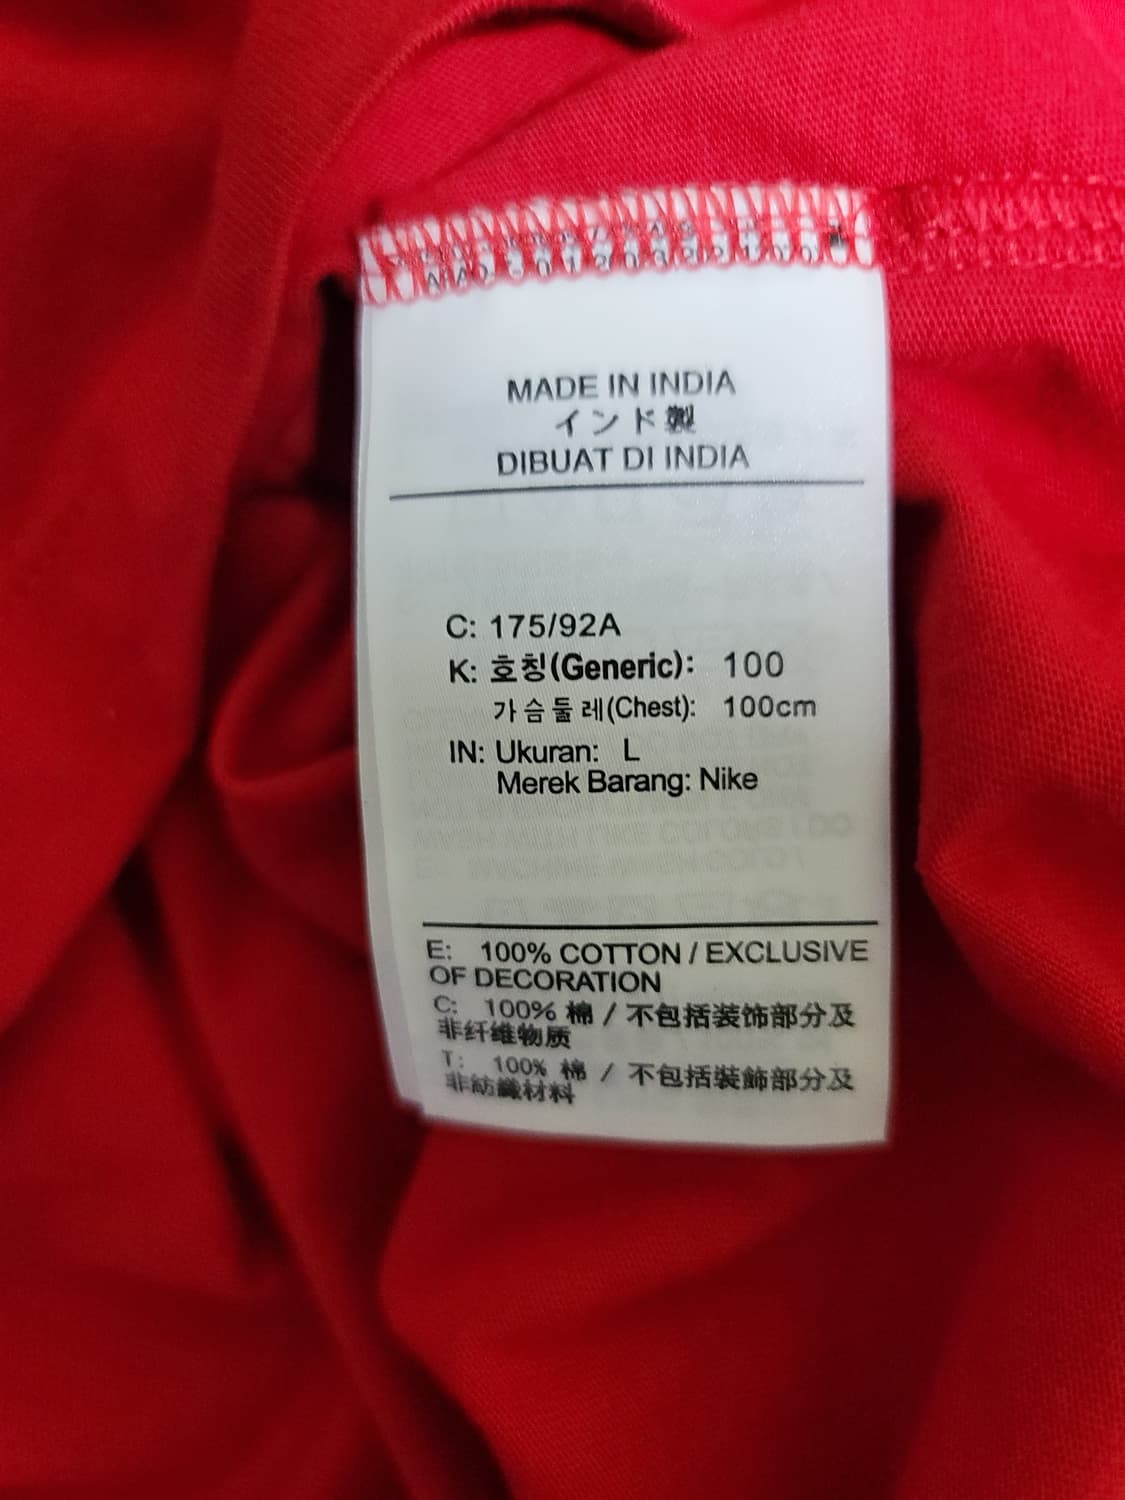 MADE IN INDIA
インド製
DIBUAT DI INDIA
C: 175/92A
K: 호칭(Generic): 100
가슴둘레(Chest): 100cm
IN: Ukuran: L
Merek Barang: Nike
E: 100% COTTON / EXCLUSIVE
OF DECORATION
C: 100% 棉 / 不包括装饰部分及
非纤维物质
T: 100% 棉 / 不包括裝飾部分及
非紡織材料